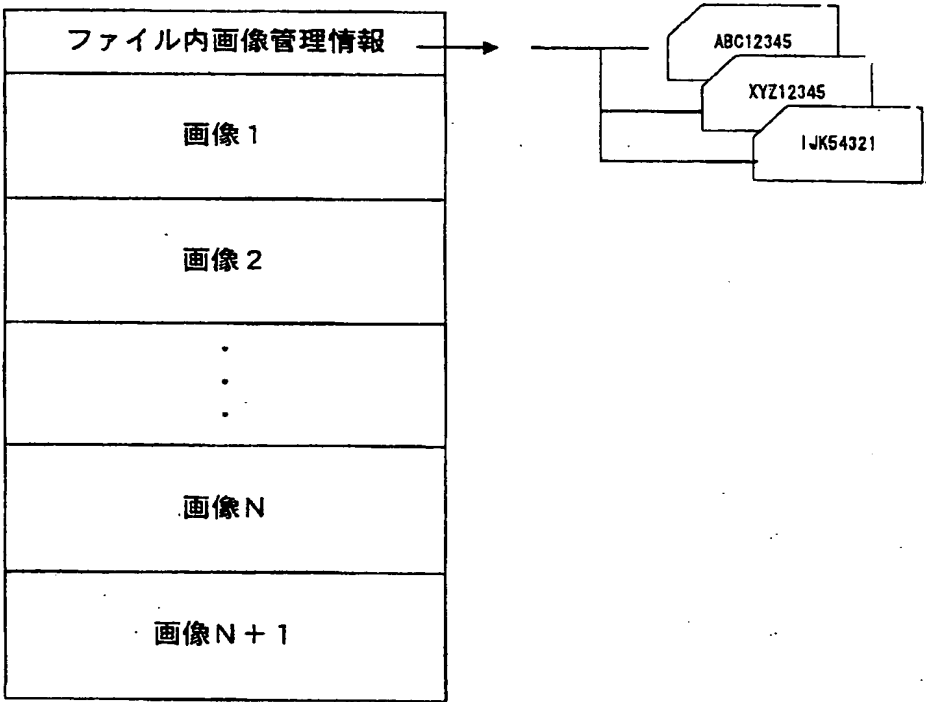 ファイル内画像管理情報
画像1
画像2
・
・
・
画像N
画像N+1
ABC12345
XYZ12345
IJK54321